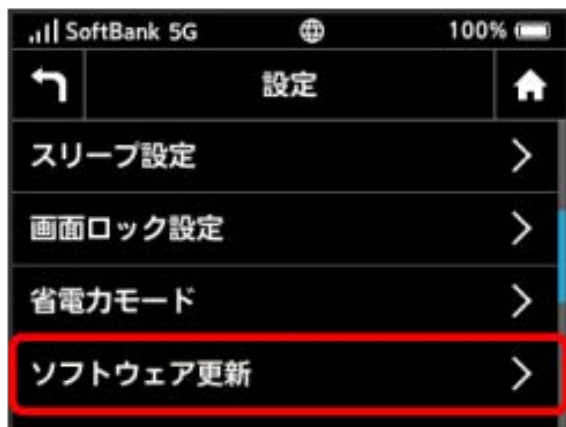 SoftBank 5G 100%
設定
スリープ設定
画面ロック設定
省電力モード
ソフトウェア更新